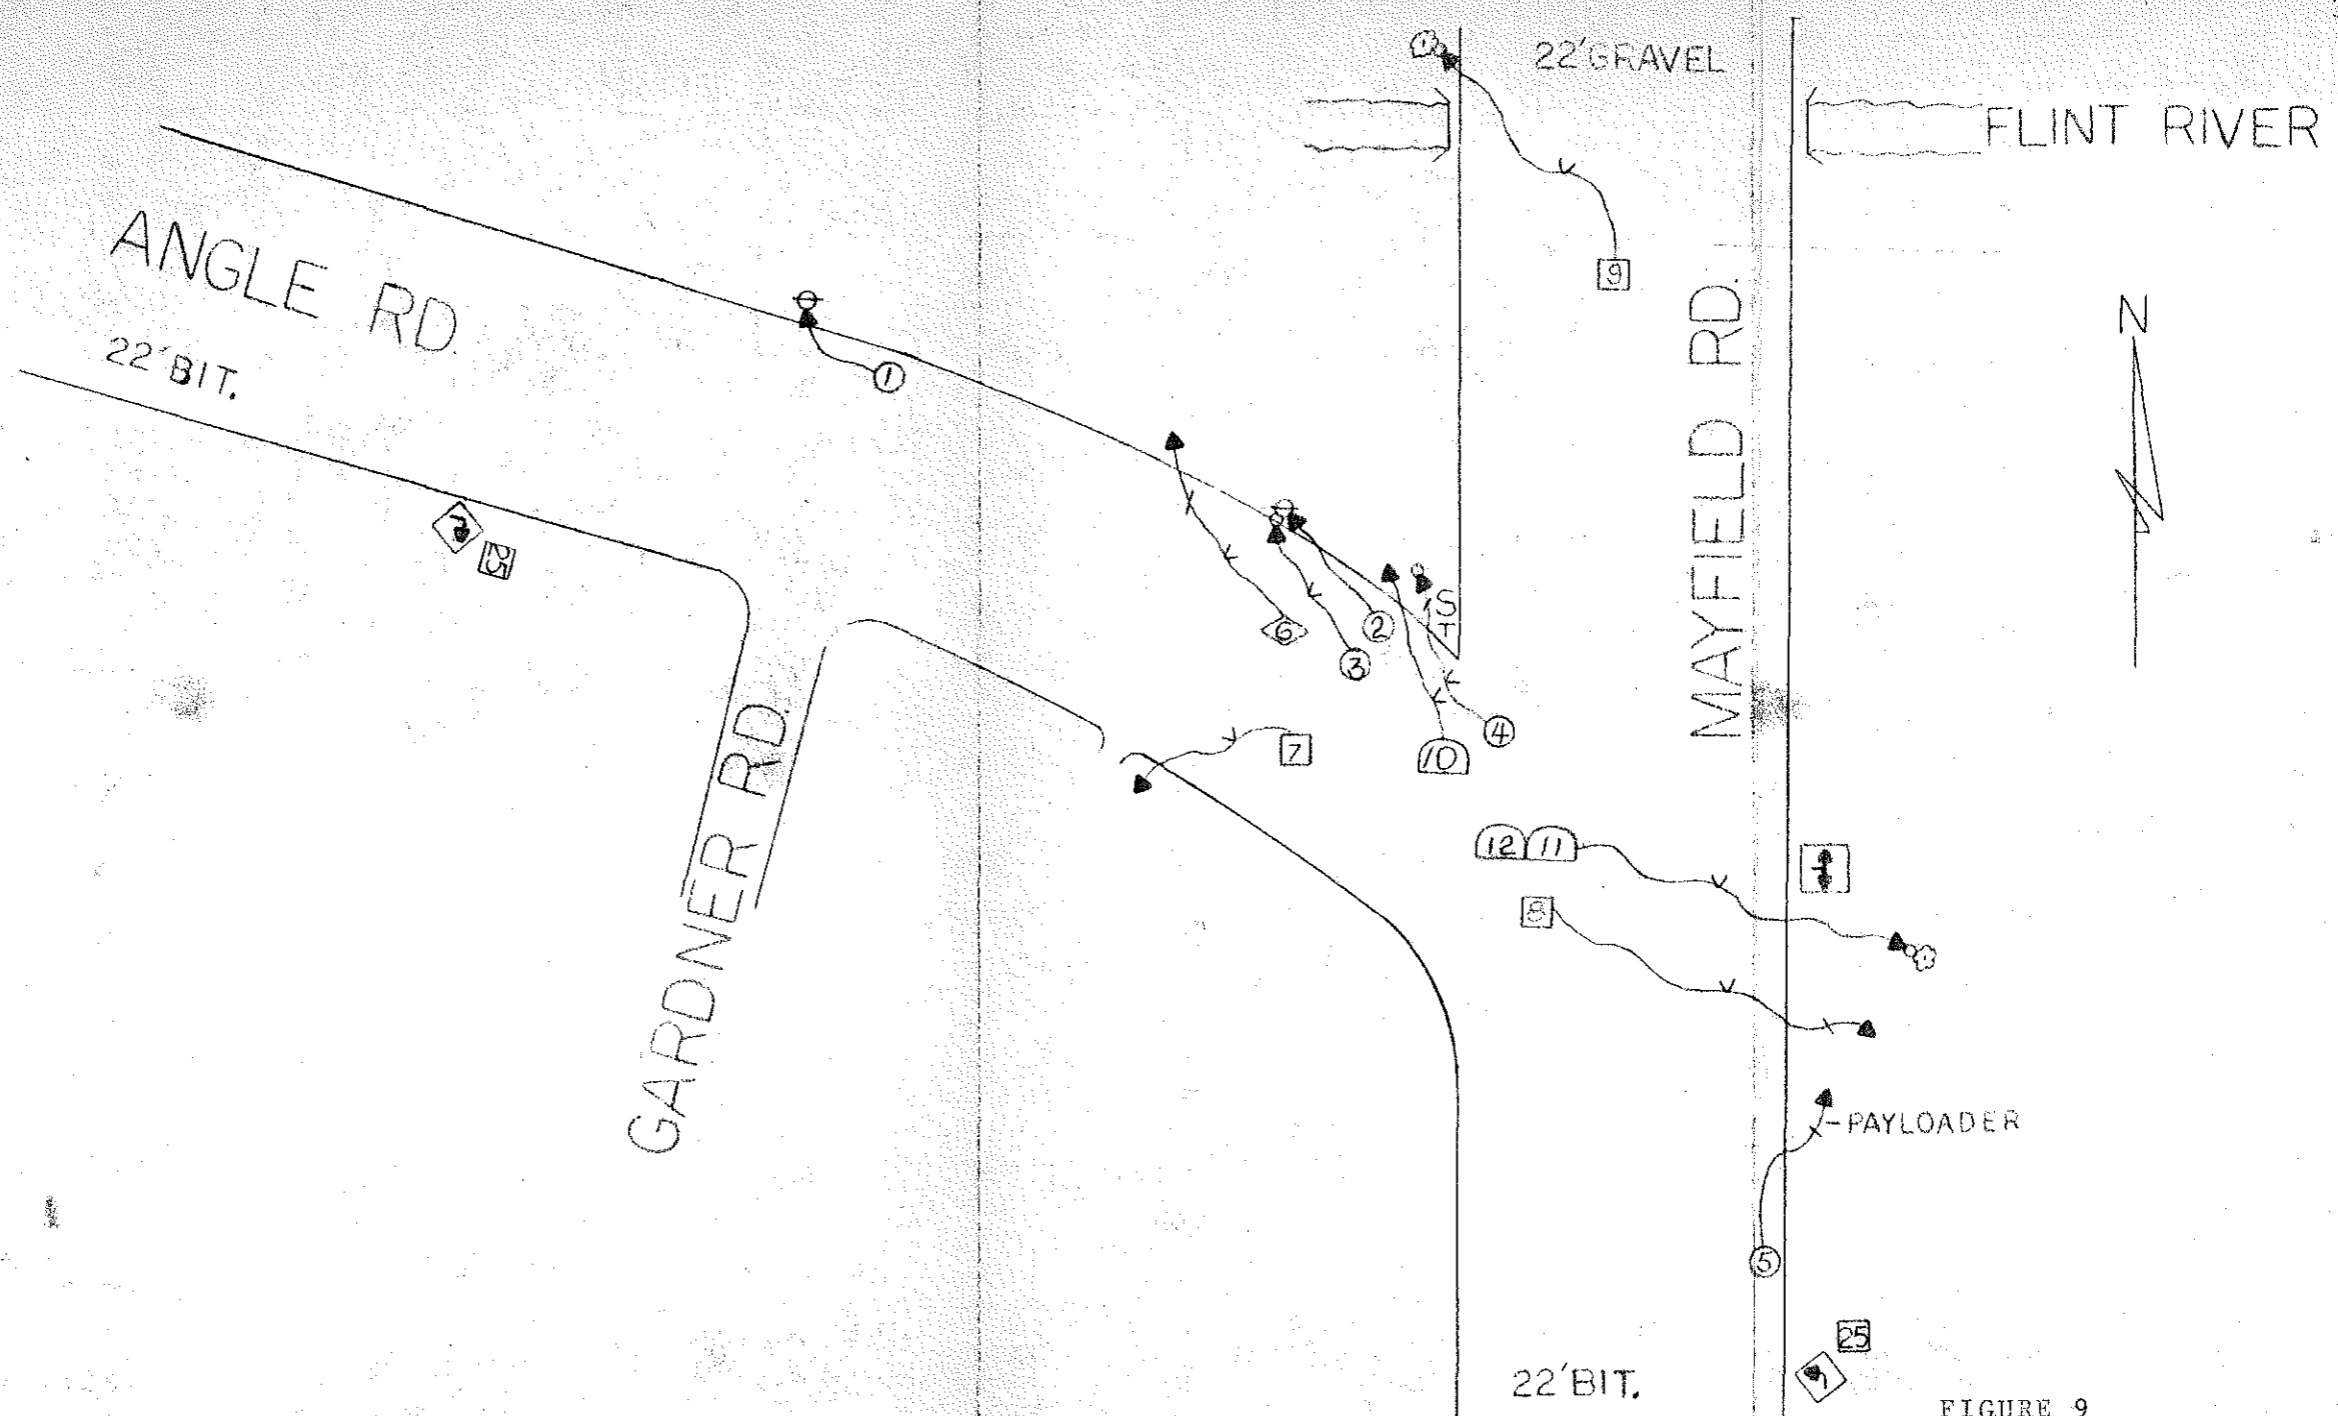 22'GRAVEL
FLINT RIVER
ANGLE RD.
22'BIT.
9
N
1
MAYFIELD RD.
25
6
2
3
S
T
4
7
10
GARDNER RD.
12 11
8
PAYLOADER
5
25
22'BIT.
FIGURE 9